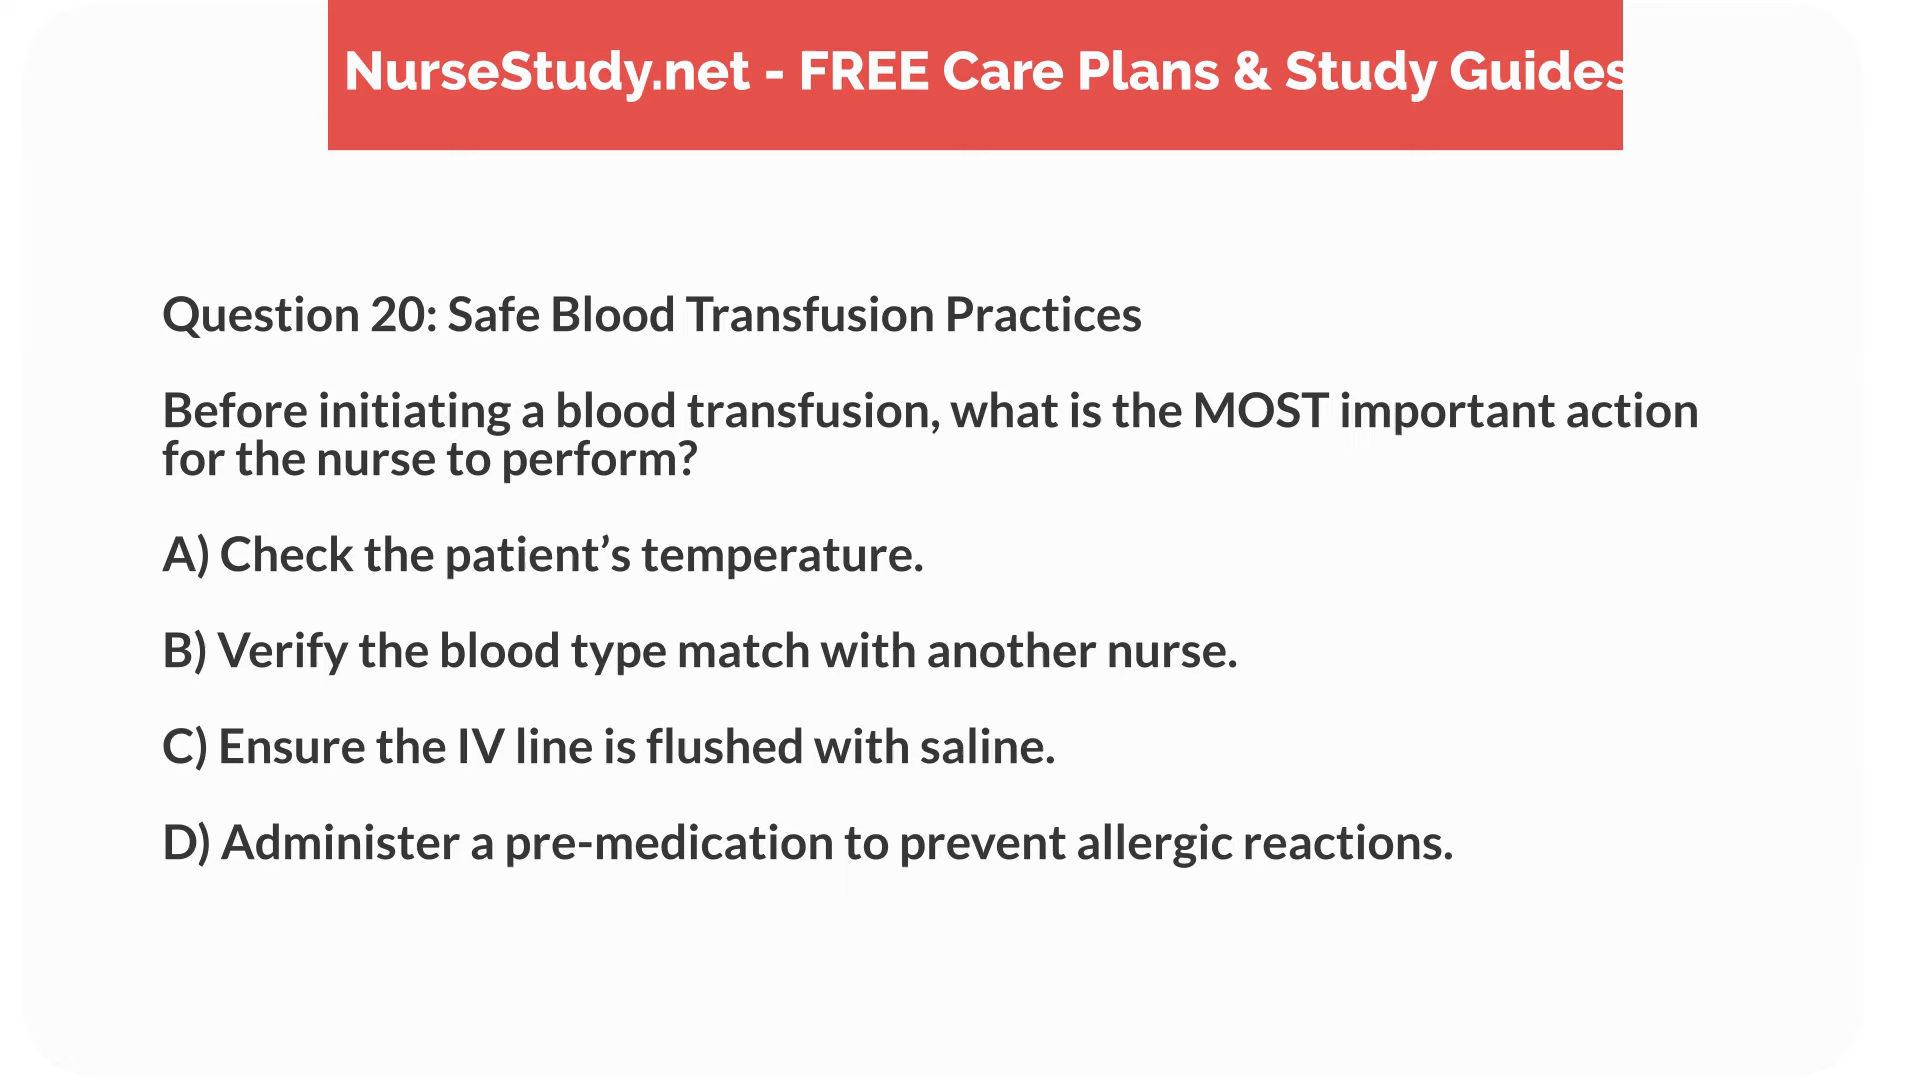 NurseStudy.net - FREE Care Plans & Study Guides
Question 20: Safe Blood Transfusion Practices
Before initiating a blood transfusion, what is the MOST important action
for the nurse to perform?
A) Check the patient’s temperature.
B) Verify the blood type match with another nurse.
C) Ensure the IV line is flushed with saline.
D) Administer a pre-medication to prevent allergic reactions.